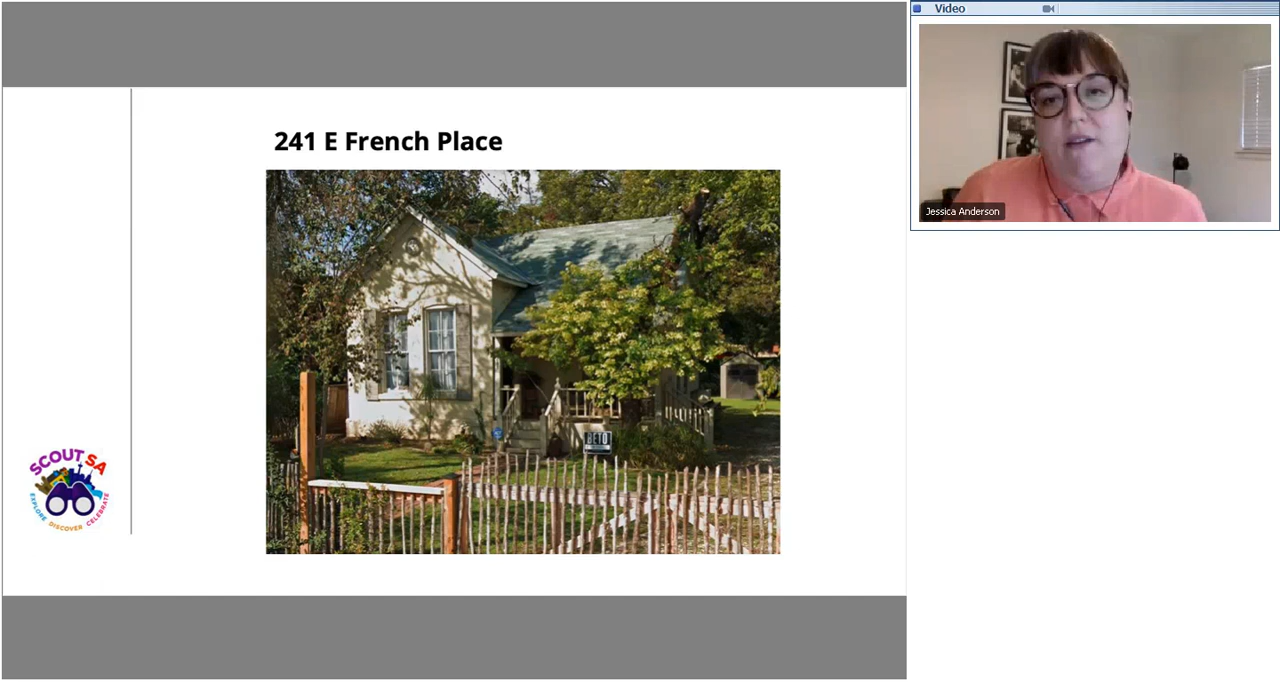 Video
241 E French Place
Jessica Anderson
BETO
SCOUT SA
EXPLORE DISCOVER CELEBRATE